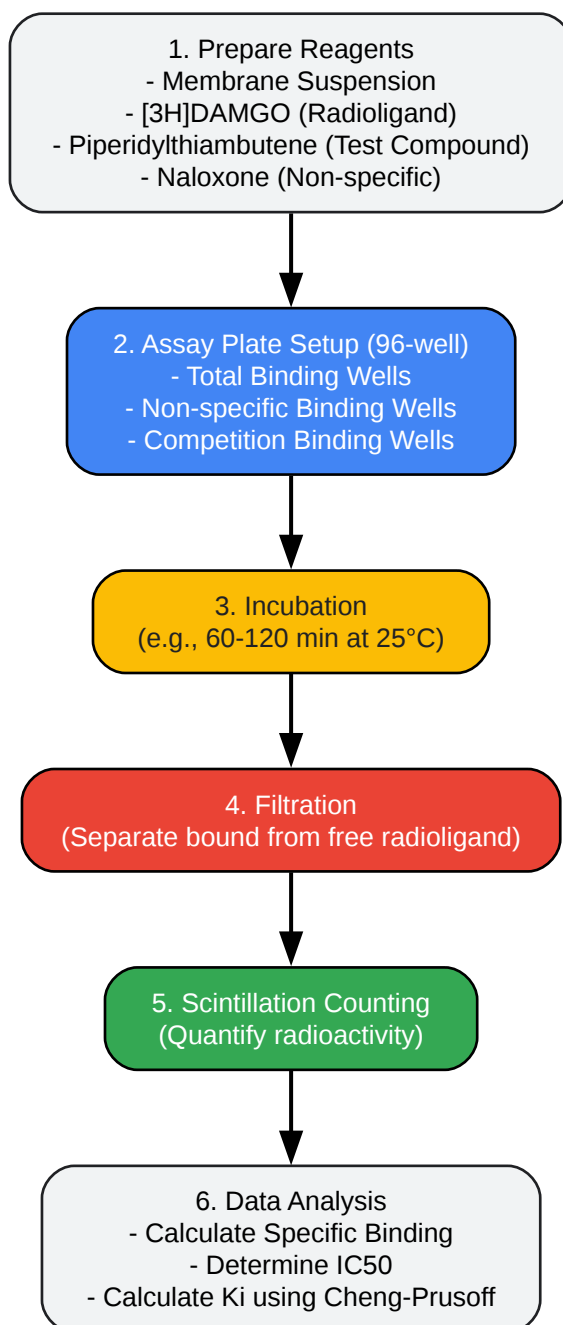 1. Prepare Reagents
- Membrane Suspension
- [3H]DAMGO (Radioligand)
- Piperidylthiambutene (Test Compound)
- Naloxone (Non-specific)
2. Assay Plate Setup (96-well)
- Total Binding Wells
- Non-specific Binding Wells
- Competition Binding Wells
3. Incubation
(e.g., 60-120 min at 25°C)
4. Filtration
(Separate bound from free radioligand)
5. Scintillation Counting
(Quantify radioactivity)
6. Data Analysis
- Calculate Specific Binding
- Determine IC50
- Calculate Ki using Cheng-Prusoff